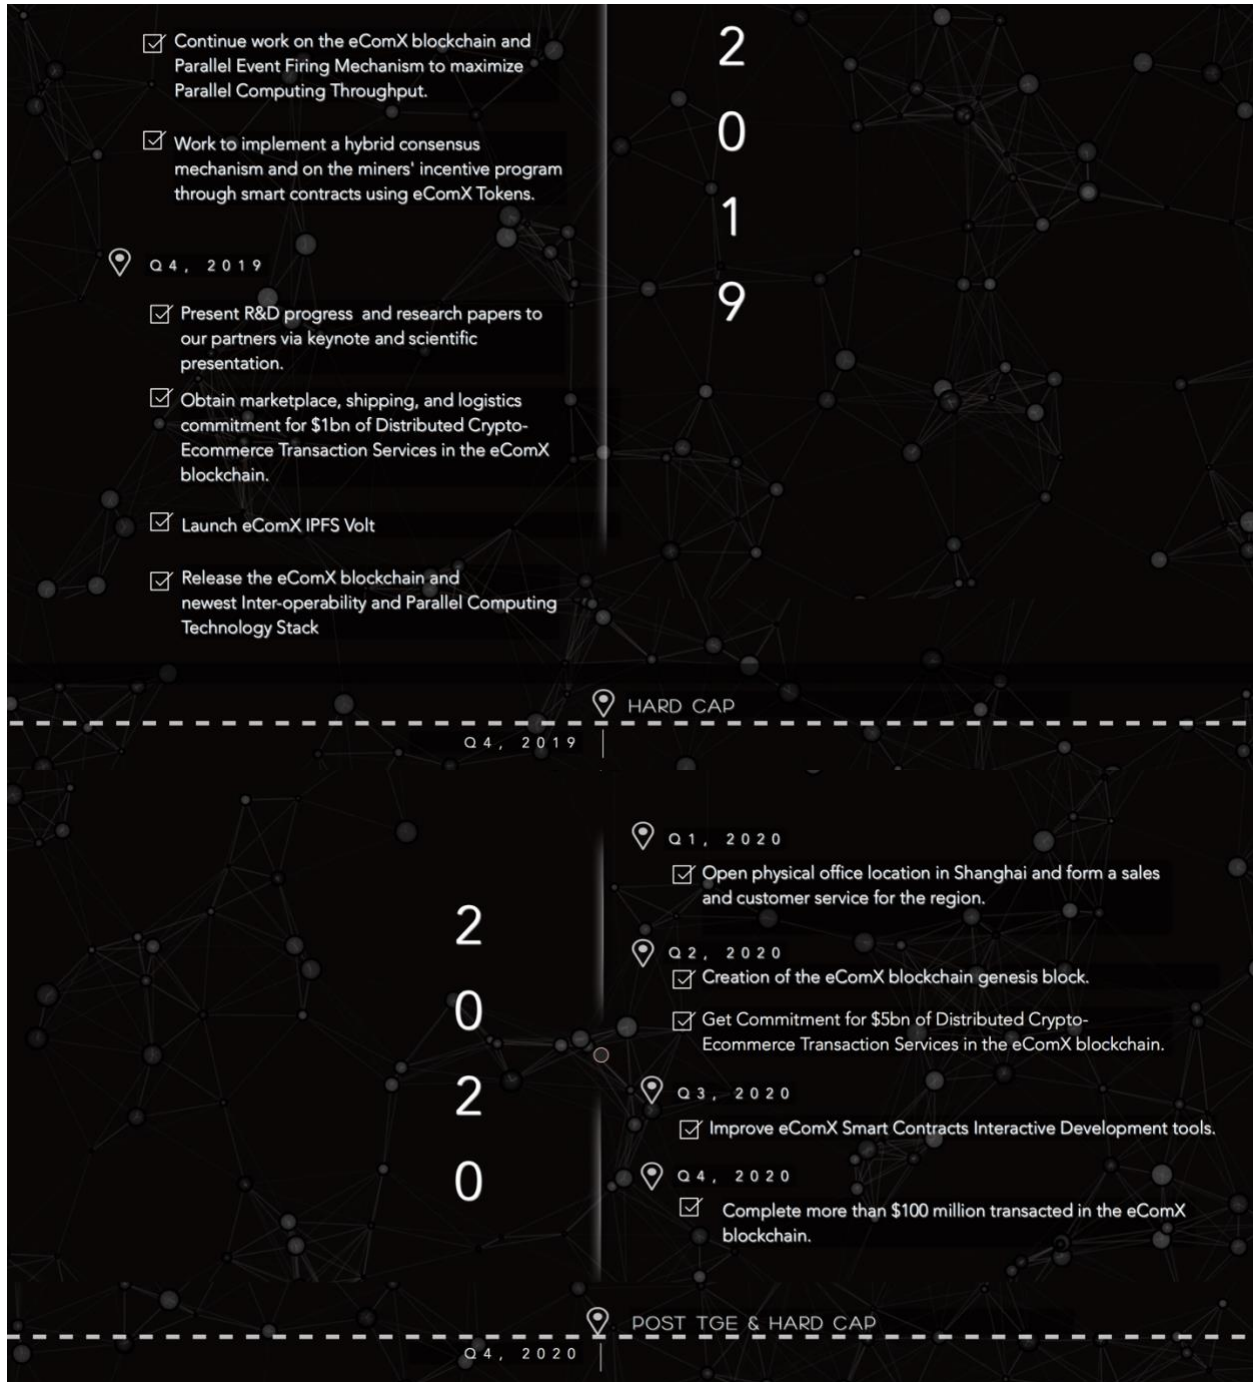 Continue work on the eComX blockchain and
Parallel Event Firing Mechanism to maximize
Parallel Computing Throughput.
Work to implement a hybrid consensus
mechanism and on the miners' incentive program
through smart contracts using eComX Tokens.
2
0
1
9
Q4, 2019
Present R&D progress and research papers to
our partners via keynote and scientific
presentation.
Obtain marketplace, shipping, and logistics
commitment for $1bn of Distributed Crypto-
Ecommerce Transaction Services in the eComX
blockchain.
Launch eComX IPFS Volt
Release the eComX blockchain and
newest Inter-operability and Parallel Computing
Technology Stack
HARD CAP
Q4, 2019
2
0
2
0
Q1, 2020
Open physical office location in Shanghai and form a sales
and customer service for the region.
Q2, 2020
Creation of the eComX blockchain genesis block.
Get Commitment for $5bn of Distributed Crypto-
Ecommerce Transaction Services in the eComX blockchain.
Q3, 2020
Improve eComX Smart Contracts Interactive Development tools.
Q4, 2020
Complete more than $100 million transacted in the eComX
blockchain.
POST TGE & HARD CAP
Q4, 2020